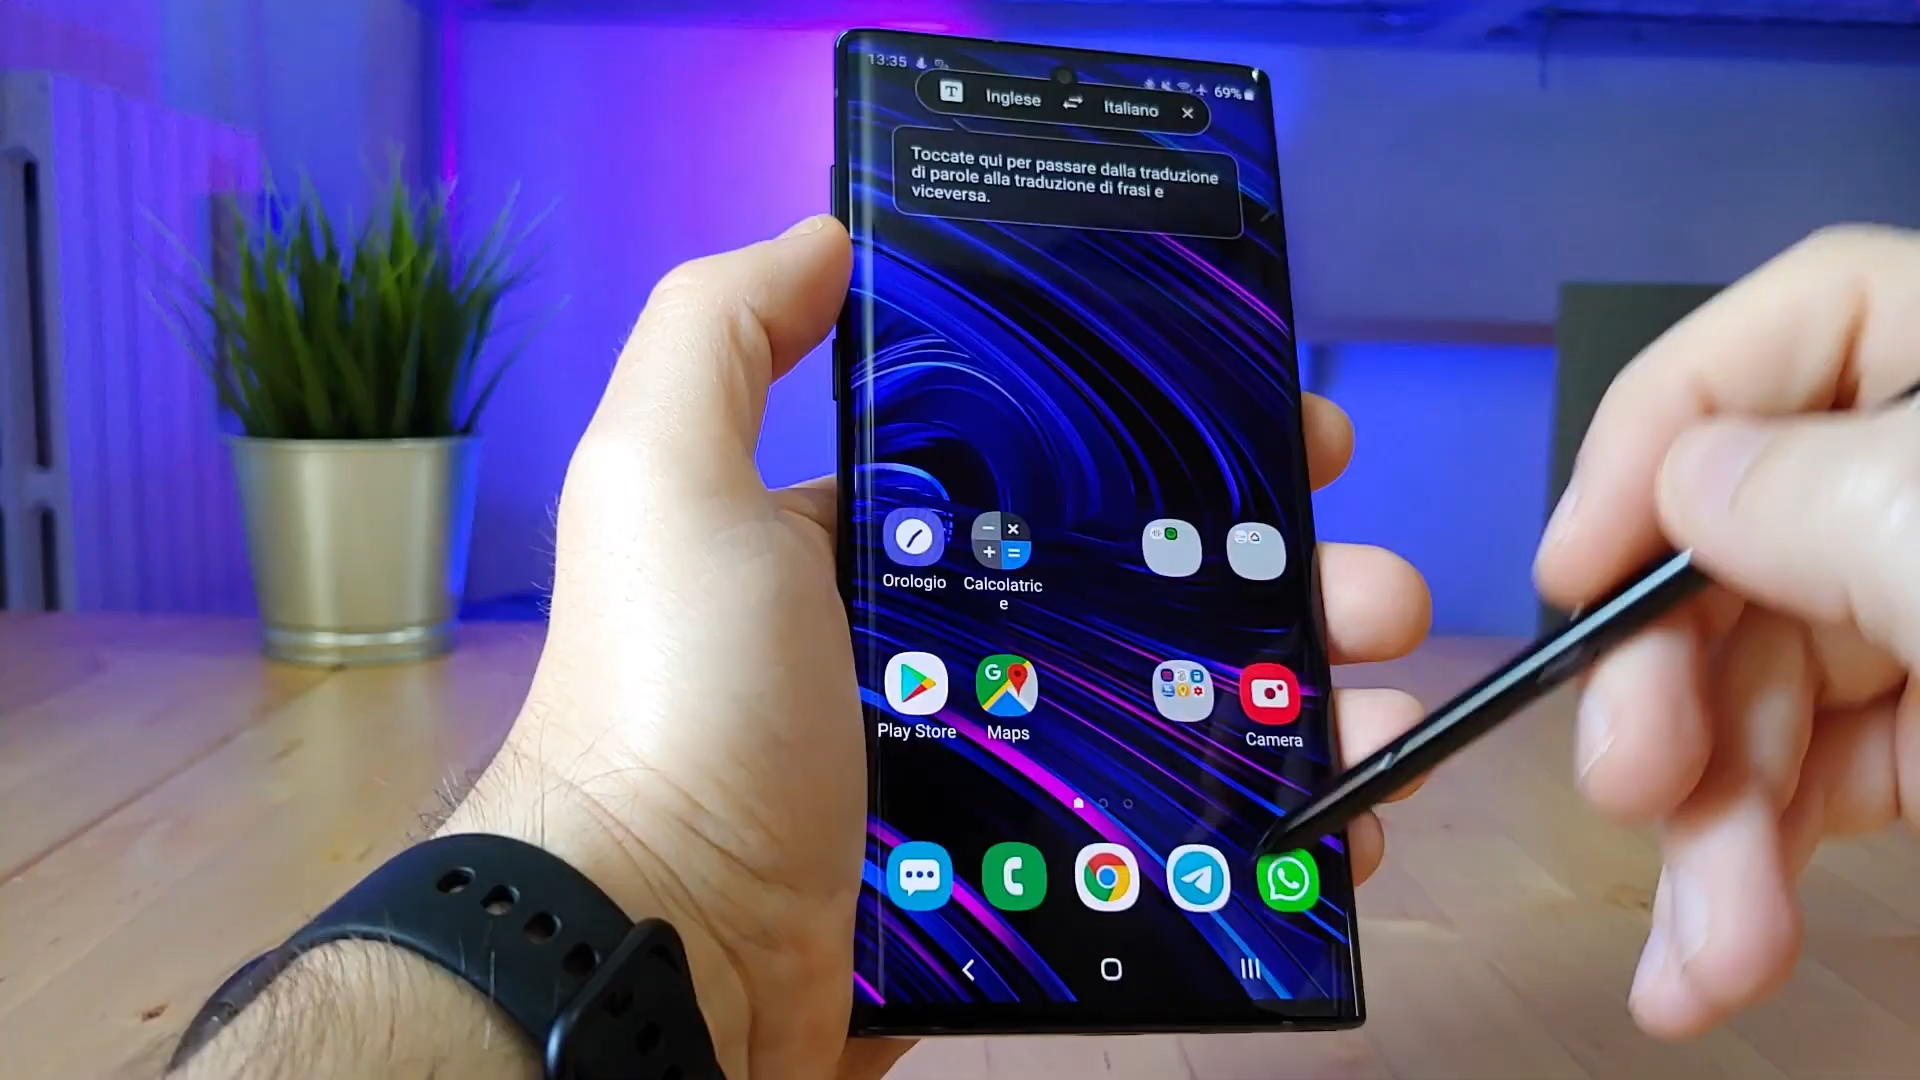 13:35
69%
T Inglese Italiano
Toccate qui per passare dalla traduzione
di parole alla traduzione di frasi e
viceversa.
Orologio
Calcolatric
e
G
Play Store
Maps
Camera